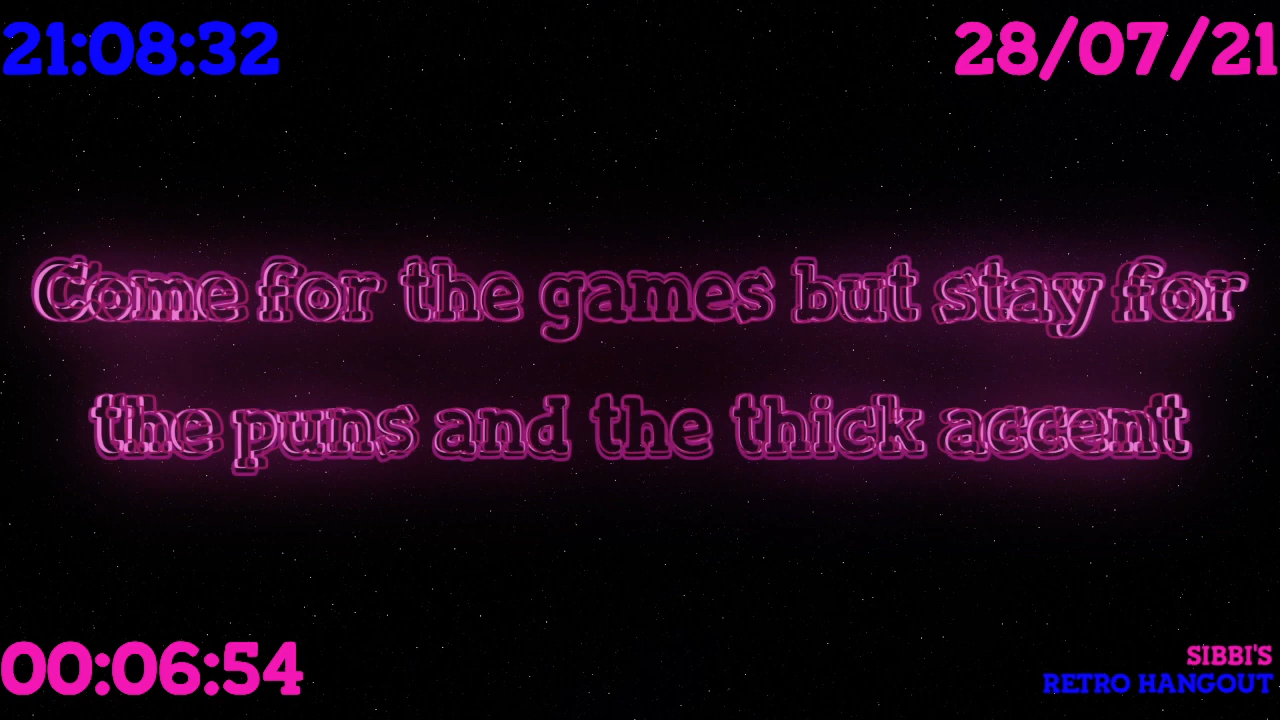 21:08:32
28/07/21
Come for the games but stay for
the puns and the thick accent
00:06:54
SIBBI'S
RETRO HANGOUT